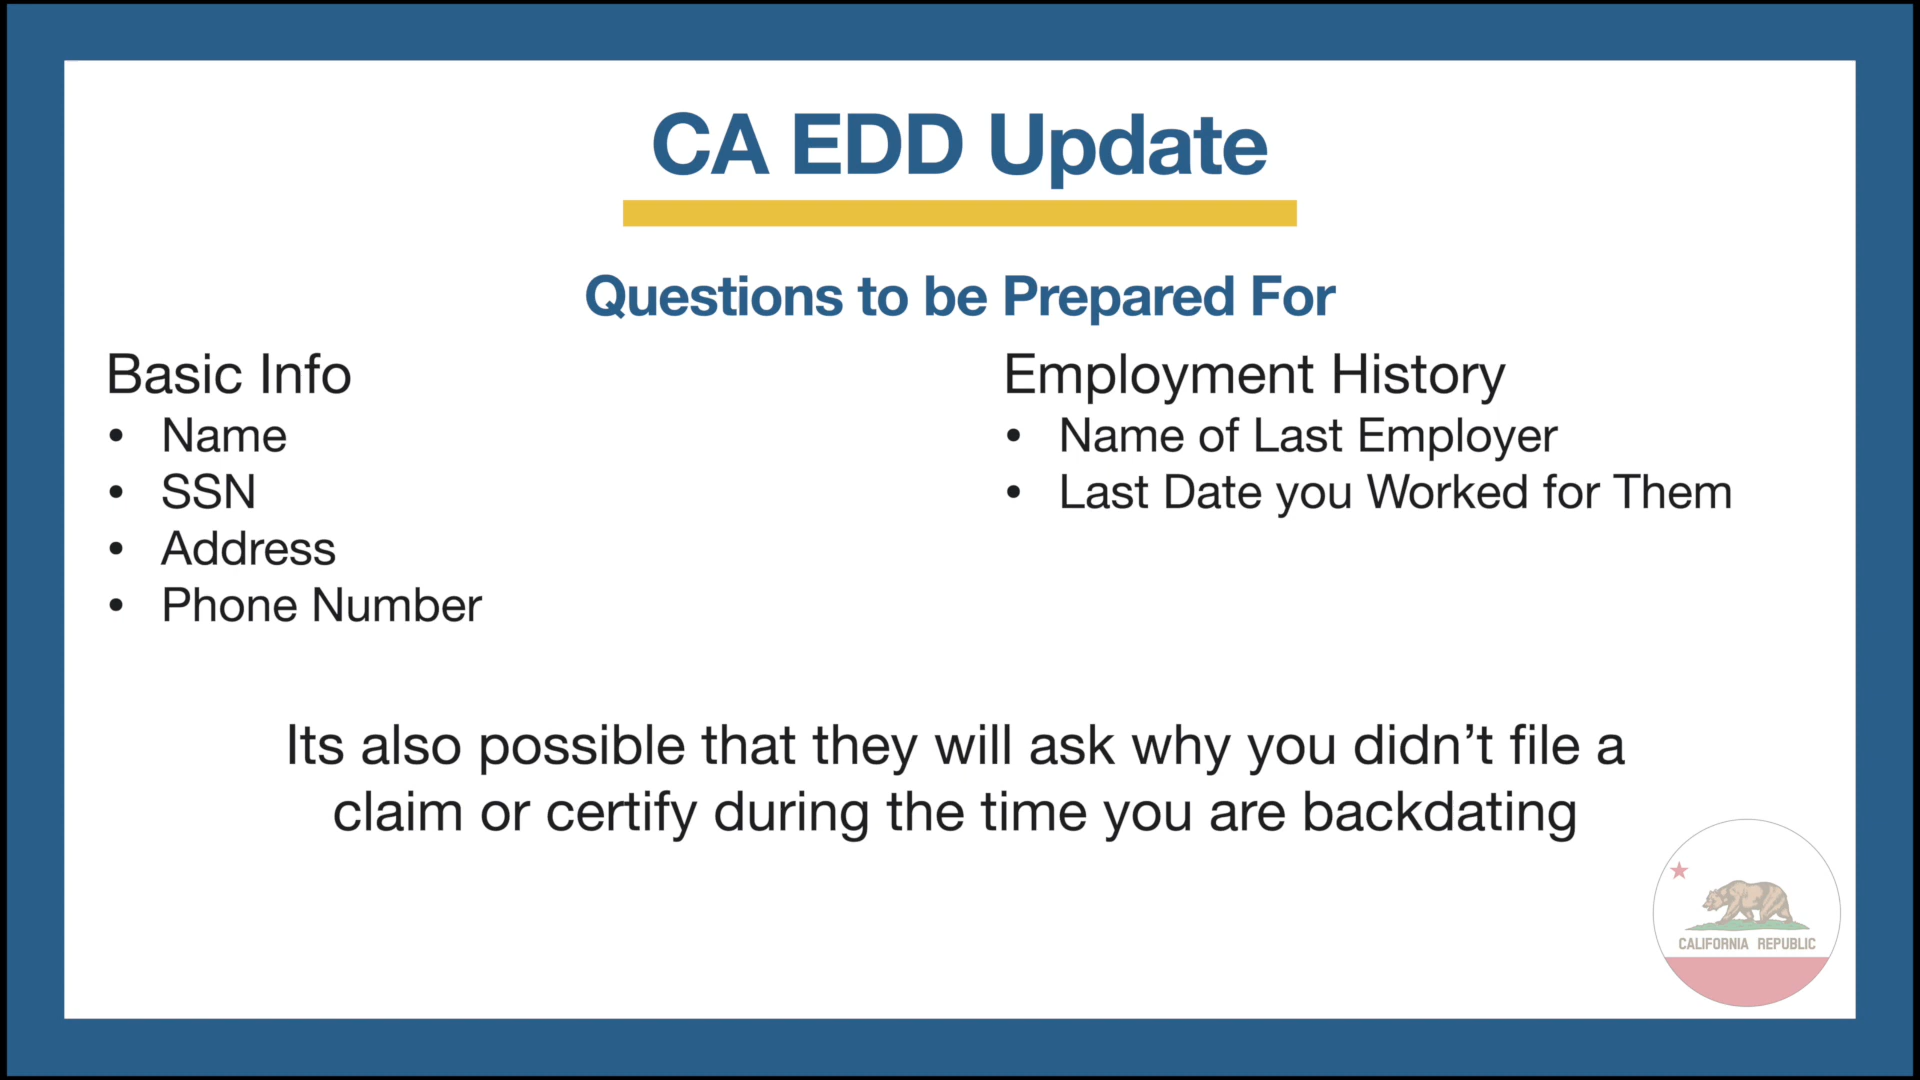 CA EDD Update
Questions to be Prepared For
Basic Info
• Name
• SSN
• Address
• Phone Number
Employment History
• Name of Last Employer
• Last Date you Worked for Them
Its also possible that they will ask why you didn’t file a
claim or certify during the time you are backdating
CALIFORNIA REPUBLIC